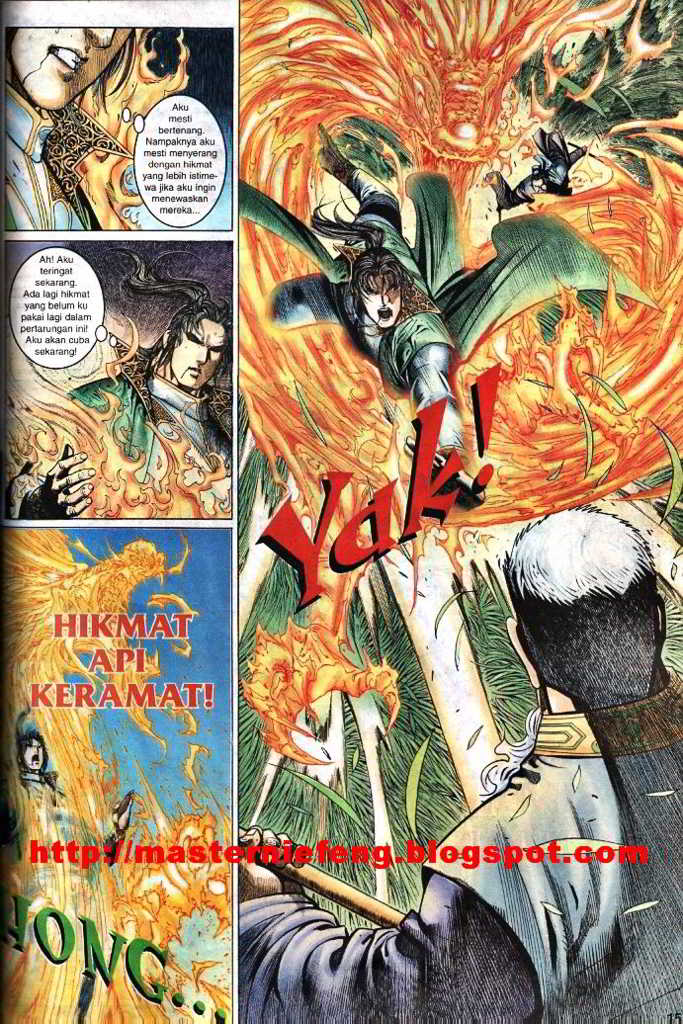 Aku
mesti
bertenang.
Nampaknya aku
mesti menyerang
dengan hikmat
yang lebih istime-
wa jika aku ingin
menewaskan
mereka...
Ah! Aku
teringat
sekarang.
Ada lagi hikmat
yang belum ku
pakai lagi dalam
pertarungan ini!
Aku akan cuba
sekarang!
HIKMAT
API
KERAMAT!
HONG...
Yak!
http://masterniefeng.blogspot.com
15